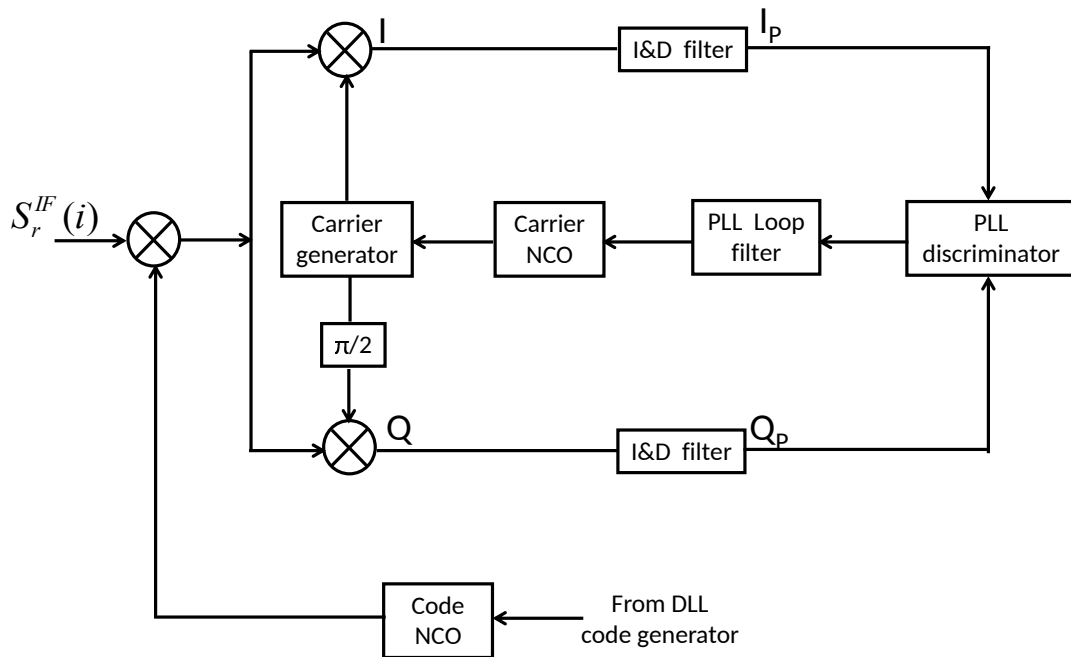 I
I&D filter
I_P
S_r^{IF}(i)
Carrier
generator
Carrier
NCO
PLL Loop
filter
PLL
discriminator
π/2
Q
I&D filter
Q_P
Code
NCO
From DLL
code generator